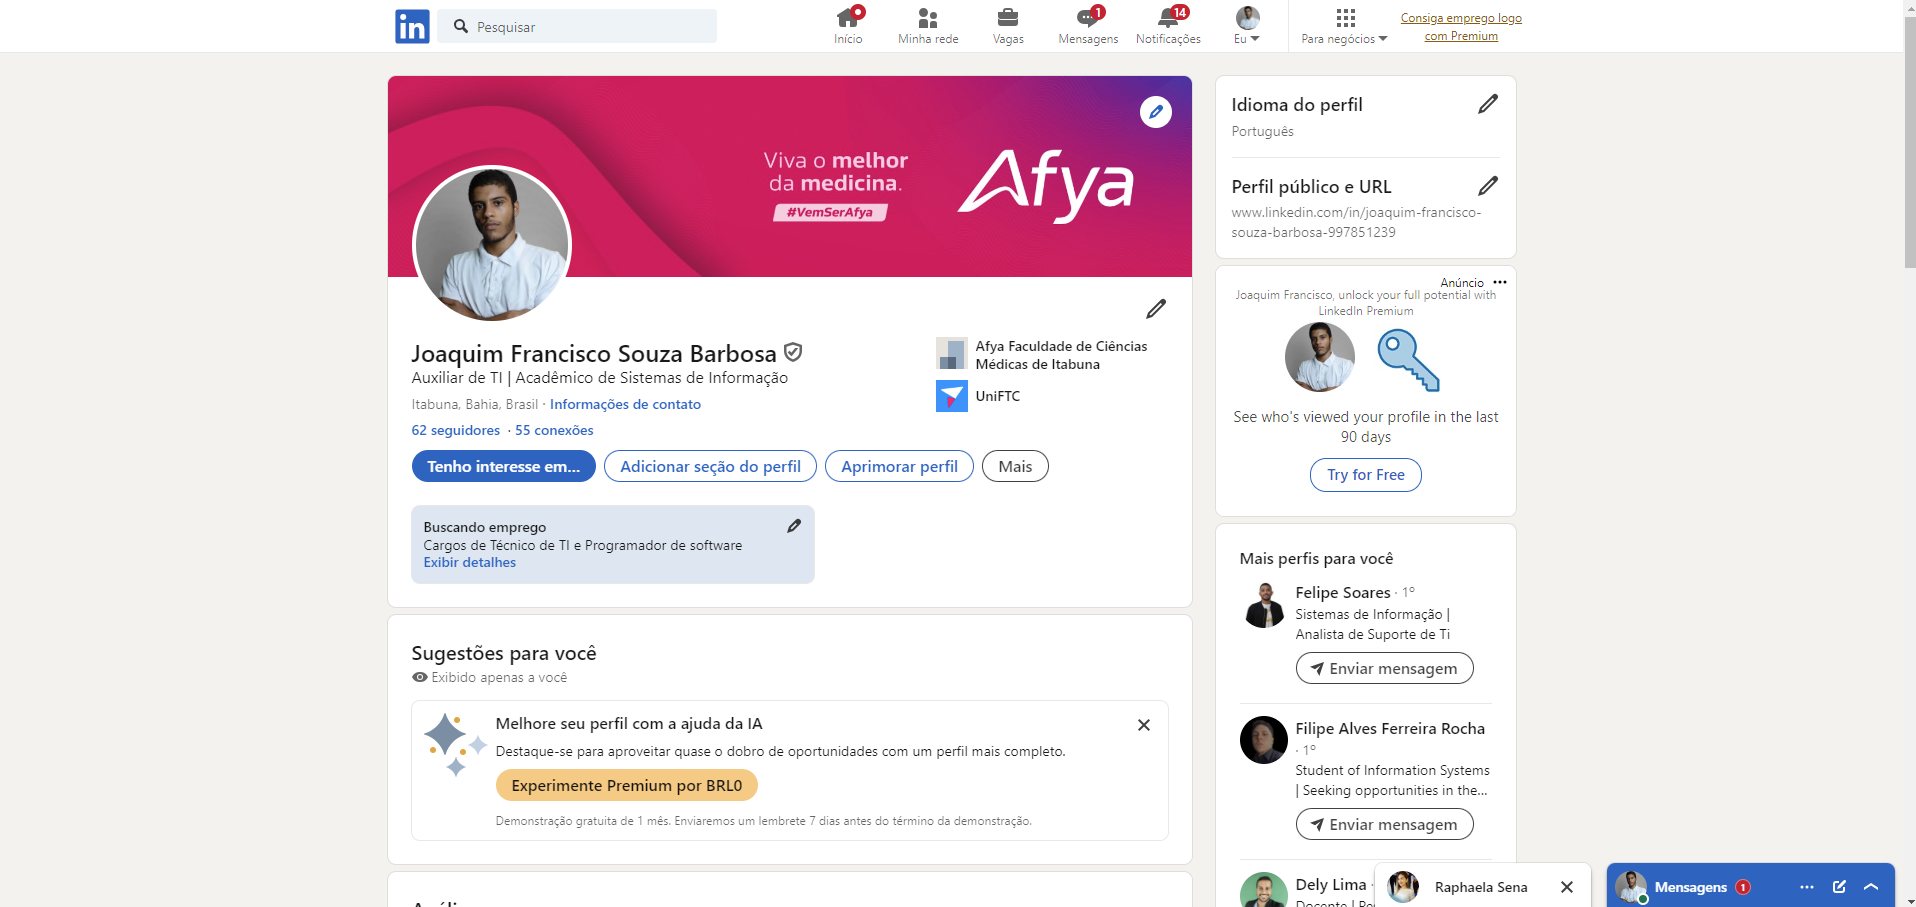 in
Pesquisar
Início
Minha rede
Vagas
1
Mensagens
14
Notificações
Eu
Para negócios
Consiga emprego logo
com Premium
Viva o melhor
da medicina.
#VemSerAfya
Afya
Joaquim Francisco Souza Barbosa
Auxiliar de TI | Acadêmico de Sistemas de Informação
Itabuna, Bahia, Brasil · Informações de contato
62 seguidores · 55 conexões
Afya Faculdade de Ciências
Médicas de Itabuna
UniFTC
Tenho interesse em...
Adicionar seção do perfil
Aprimorar perfil
Mais
Buscando emprego
Cargos de Técnico de TI e Programador de software
Exibir detalhes
Sugestões para você
Exibido apenas a você
Melhore seu perfil com a ajuda da IA
Destaque-se para aproveitar quase o dobro de oportunidades com um perfil mais completo.
Experimente Premium por BRL0
Demonstração gratuita de 1 mês. Enviaremos um lembrete 7 dias antes do término da demonstração.
Idioma do perfil
Português
Perfil público e URL
www.linkedin.com/in/joaquim-francisco-
souza-barbosa-997851239
Anúncio
Joaquim Francisco, unlock your full potential with
LinkedIn Premium
See who's viewed your profile in the last
90 days
Try for Free
Mais perfis para você
Felipe Soares · 1º
Sistemas de Informação |
Analista de Suporte de Ti
Enviar mensagem
Filipe Alves Ferreira Rocha
· 1º
Student of Information Systems
| Seeking opportunities in the...
Enviar mensagem
Dely Lima ·
Raphaela Sena
Mensagens 1